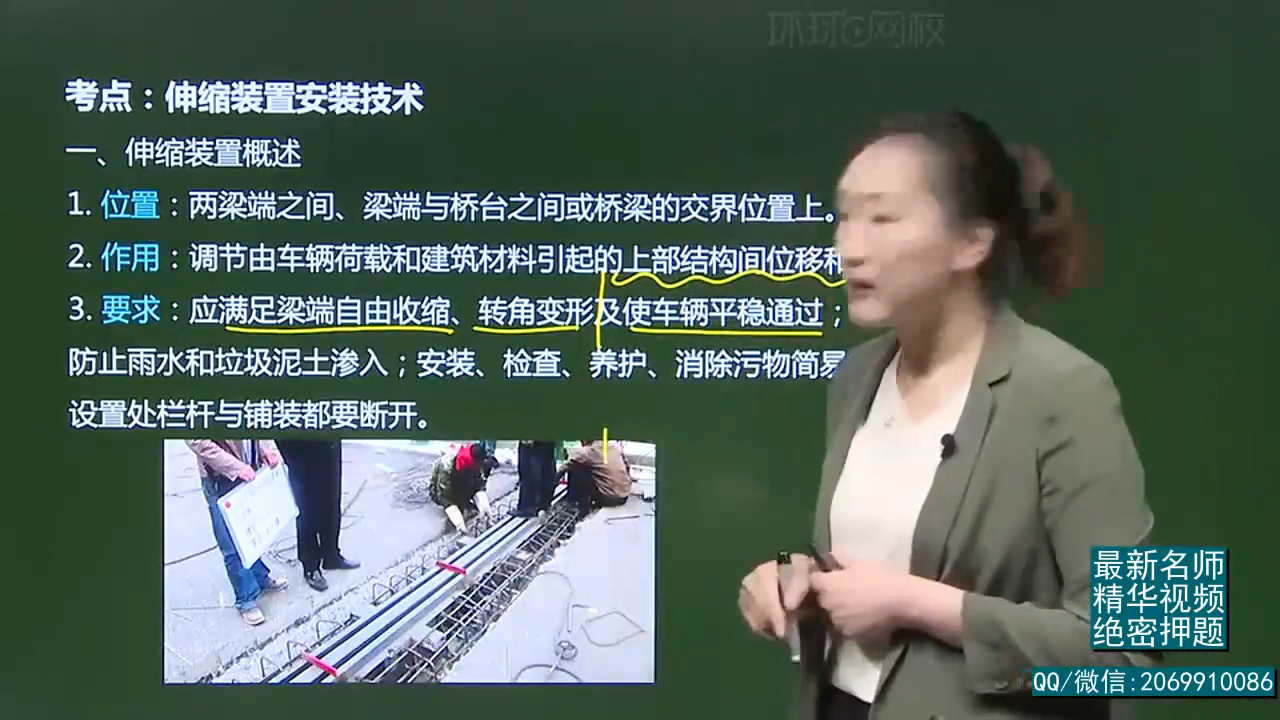 环球网校
考点：伸缩装置安装技术
一、伸缩装置概述
1. 位置：两梁端之间、梁端与桥台之间或桥梁的交界位置上。
2. 作用：调节由车辆荷载和建筑材料引起的上部结构间位移和
3. 要求：应满足梁端自由收缩、转角变形及使车辆平稳通过；
防止雨水和垃圾泥土渗入；安装、检查、养护、消除污物简易
设置处栏杆与铺装都要断开。
最新名师
精华视频
绝密押题
QQ/微信:2069910086